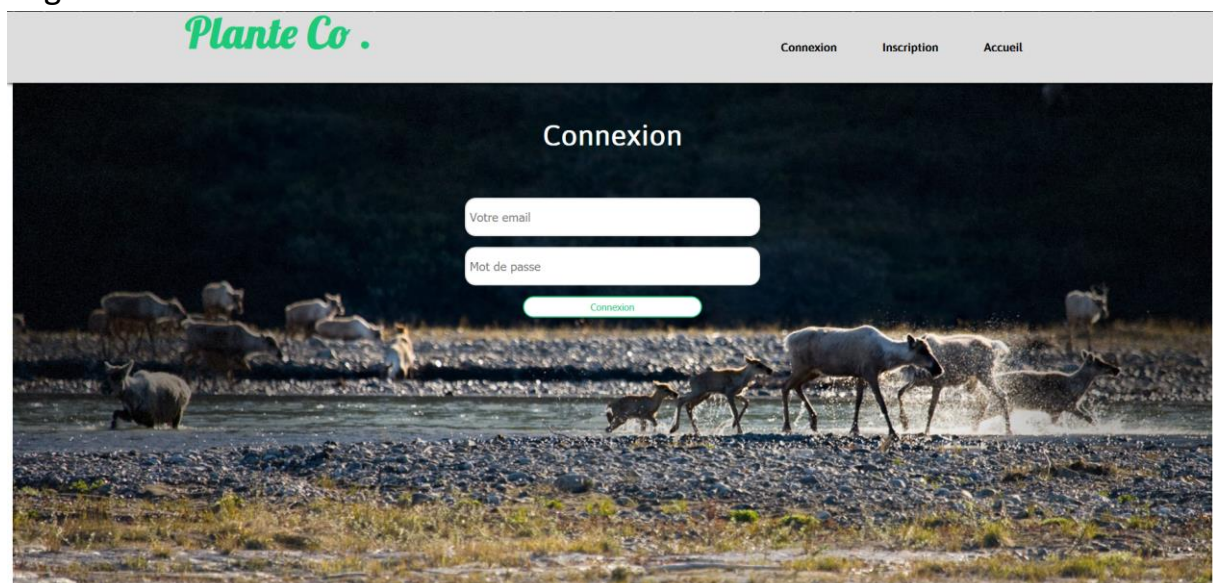 Plante Co .
Connexion Inscription Accueil
Connexion
Votre email
Mot de passe
Connexion